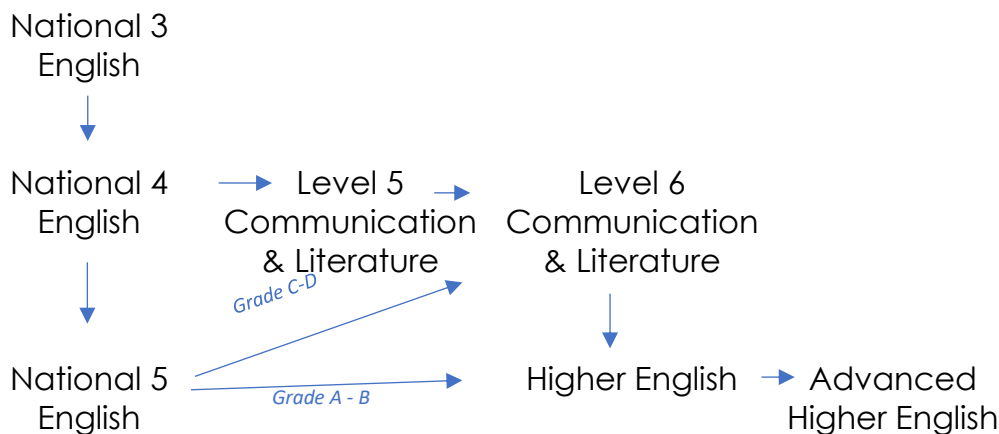 National 3
English
National 4
English
Level 5
Communication
& Literature
Level 6
Communication
& Literature
Grade C-D
National 5
English
Grade A - B
Higher English
Advanced
Higher English